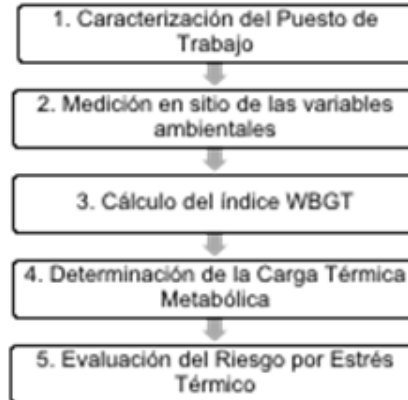 1. Caracterización del Puesto de
Trabajo
2. Medición en sitio de las variables
ambientales
3. Cálculo del índice WBGT
4. Determinación de la Carga Térmica
Metabólica
5. Evaluación del Riesgo por Estrés
Térmico